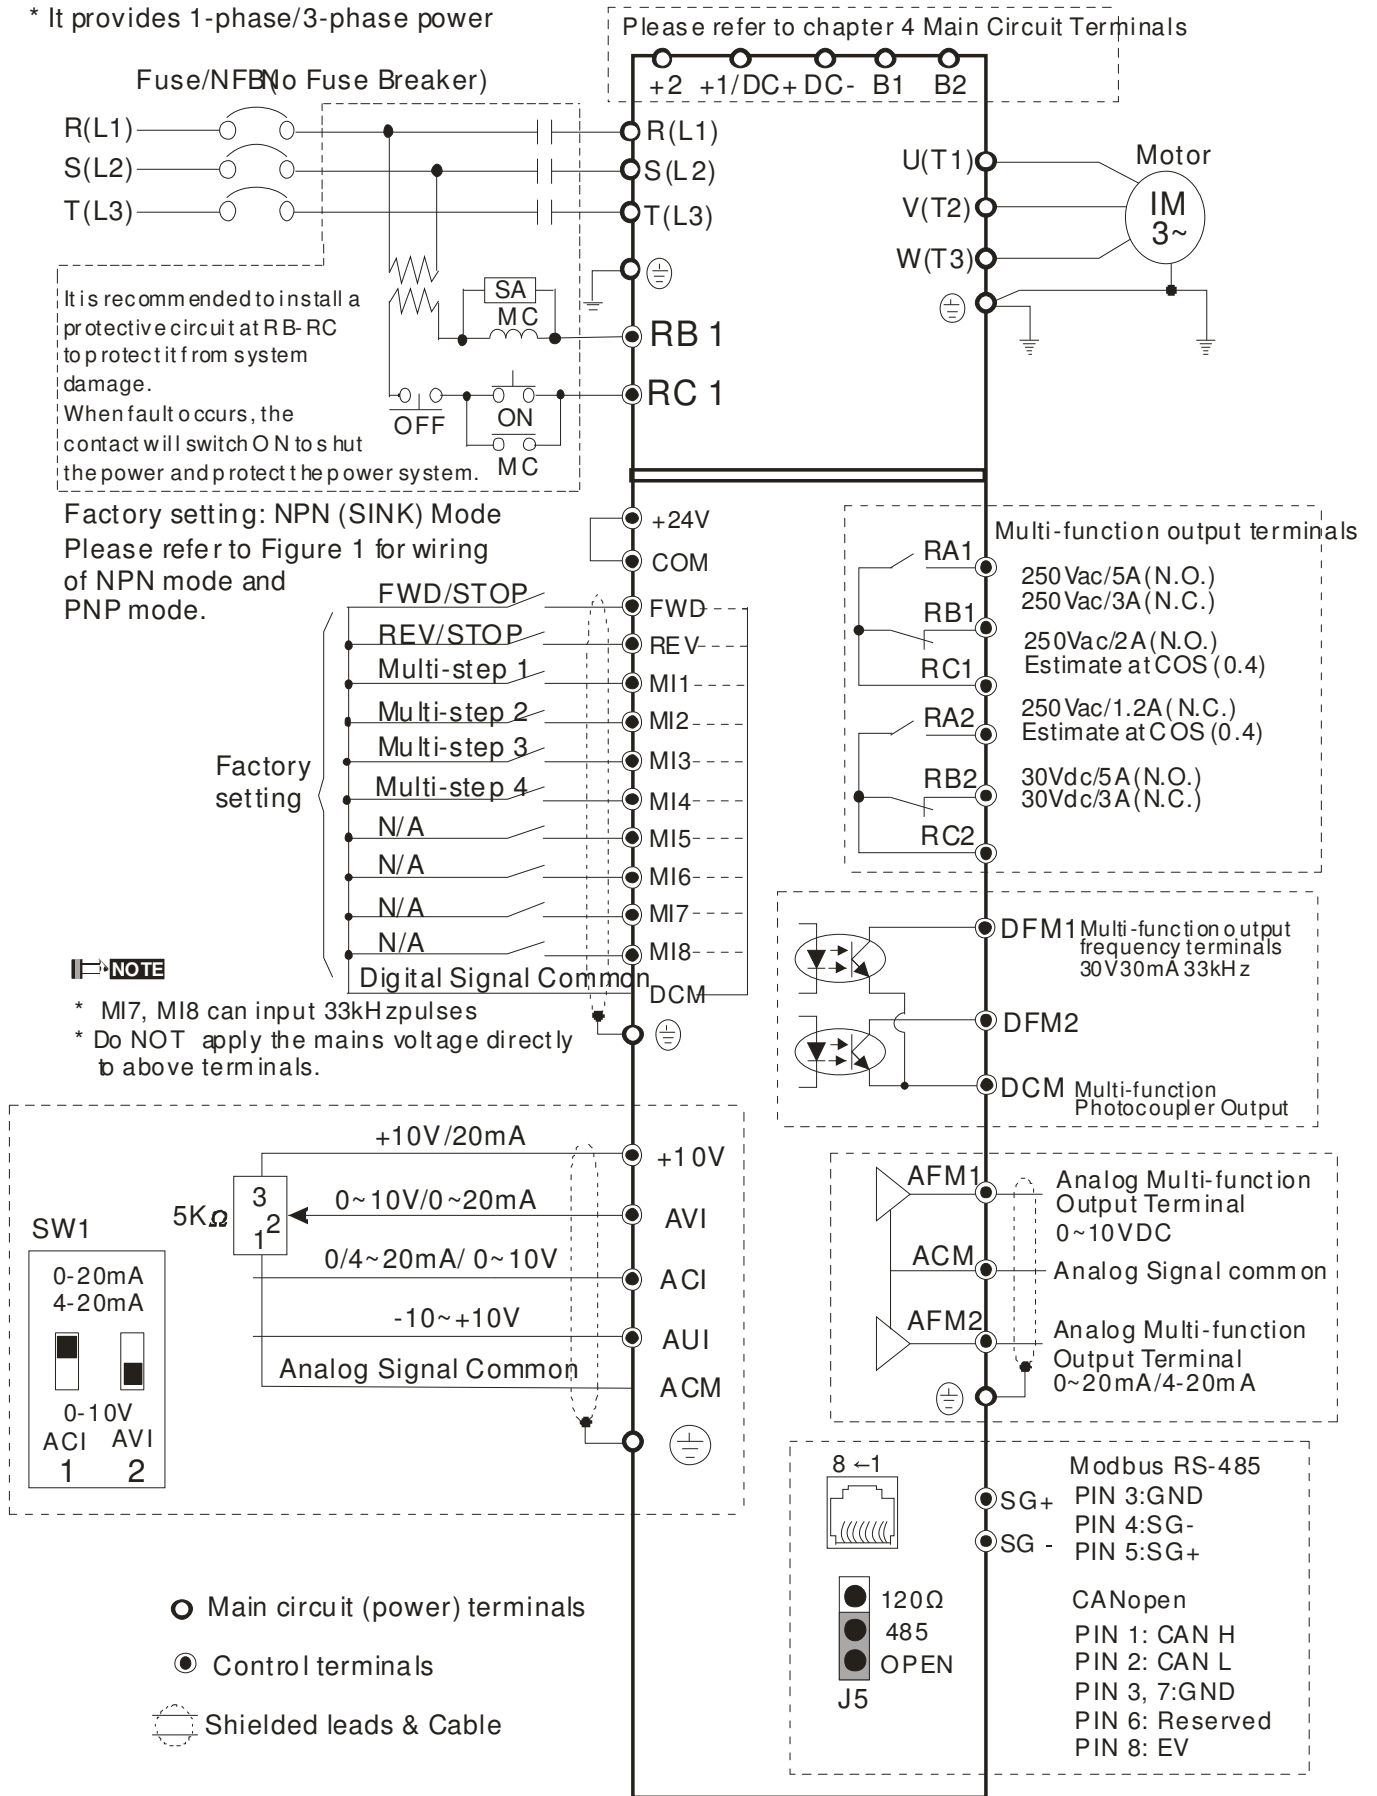 * It provides 1-phase/3-phase power
Please refer to chapter 4 Main Circuit Terminals
+2 +1/DC+ DC- B1 B2
Fuse/NFB(No Fuse Breaker)
R(L1)
S(L2)
T(L3)
R(L1)
S(L2)
T(L3)
U(T1)
V(T2)
W(T3)
Motor
IM
3~
It is recommended to install a
protective circuit at RB-RC
to protect it from system
damage.
When fault occurs, the
contact will switch ON to shut
the power and protect the power system.
SA
MC
OFF
ON
MC
RB 1
RC 1
Factory setting: NPN (SINK) Mode
Please refer to Figure 1 for wiring
of NPN mode and
PNP mode.
+24V
COM
FWD/STOP
FWD
REV/STOP
REV
Multi-step 1
MI1
Multi-step 2
MI2
Multi-step 3
MI3
Multi-step 4
MI4
N/A
MI5
N/A
MI6
N/A
MI7
N/A
MI8
Factory
setting
Digital Signal Common
DCM
NOTE
* MI7, MI8 can input 33kHz pulses
* Do NOT apply the mains voltage directly
to above terminals.
Multi-function output terminals
RA1
RB1
RC1
RA2
RB2
RC2
250Vac/5A(N.O.)
250Vac/3A(N.C.)
250Vac/2A(N.O.)
Estimate at COS (0.4)
250Vac/1.2A(N.C.)
Estimate at COS (0.4)
30Vdc/5A(N.O.)
30Vdc/3A(N.C.)
DFM1
Multi-function output
frequency terminals
30V30mA 33kHz
DFM2
DCM
Multi-function
Photocoupler Output
+10V/20mA
+10V
5KΩ
3
2
1
0~10V/0~20mA
AVI
0/4~20mA/ 0~10V
ACI
-10~+10V
AUI
Analog Signal Common
ACM
SW1
0-20mA
4-20mA
0-10V
ACI AVI
1 2
AFM1
Analog Multi-function
Output Terminal
0~10VDC
ACM
Analog Signal common
AFM2
Analog Multi-function
Output Terminal
0~20mA/4-20mA
8 ←1
SG+
SG -
Modbus RS-485
PIN 3:GND
PIN 4:SG-
PIN 5:SG+
120Ω
485
OPEN
J5
CANopen
PIN 1: CAN H
PIN 2: CAN L
PIN 3, 7:GND
PIN 6: Reserved
PIN 8: EV
Main circuit (power) terminals
Control terminals
Shielded leads & Cable